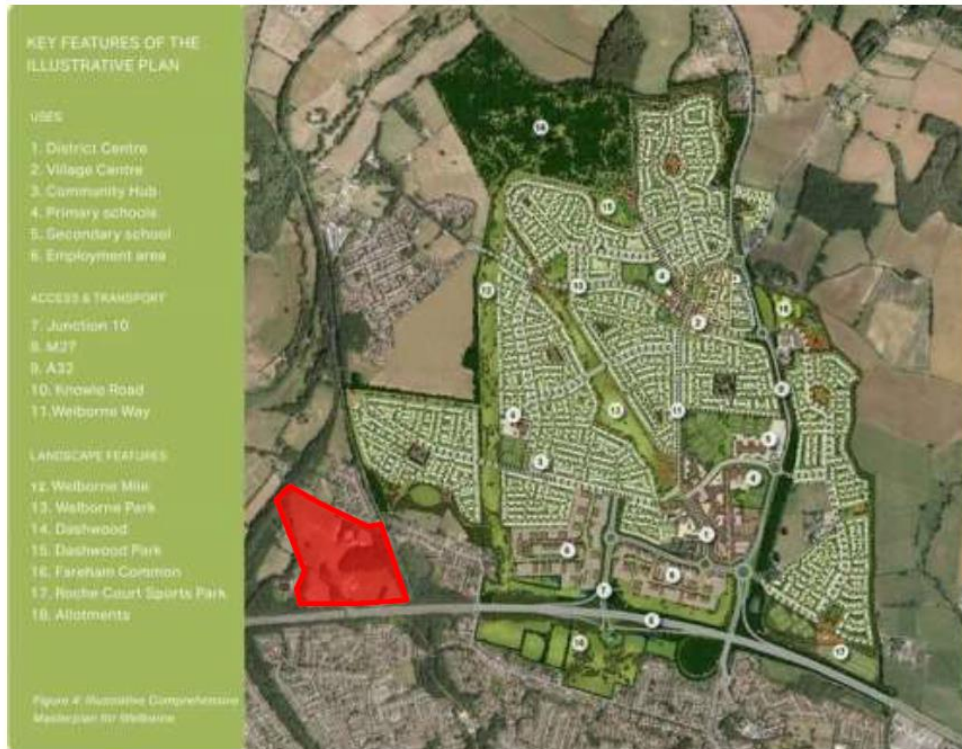 KEY FEATURES OF THE
ILLUSTRATIVE PLAN
USES
1. District Centre
2. Village Centre
3. Community Hub
4. Primary schools
5. Secondary school
6. Employment area
ACCESS & TRANSPORT
7. Junction 10
8. M27
9. A32
10. Knowle Road
11. Welborne Way
LANDSCAPE FEATURES
12. Welborne Mile
13. Welborne Park
14. Dashwood
15. Dashwood Park
16. Fareham Common
17. Roche Court Sports Park
18. Allotments
Figure 4: Illustrative Comprehensive
Masterplan for Welborne